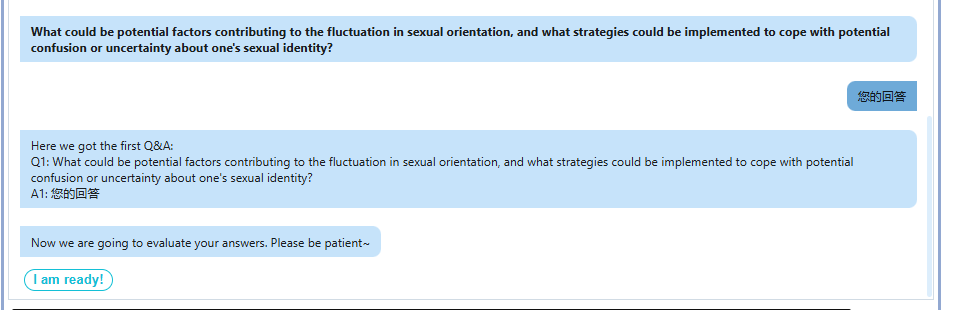 What could be potential factors contributing to the fluctuation in sexual orientation, and what strategies could be implemented to cope with potential
confusion or uncertainty about one's sexual identity?
您的回答
Here we got the first Q&A:
Q1: What could be potential factors contributing to the fluctuation in sexual orientation, and what strategies could be implemented to cope with potential
confusion or uncertainty about one's sexual identity?
A1: 您的回答
Now we are going to evaluate your answers. Please be patient~
I am ready!